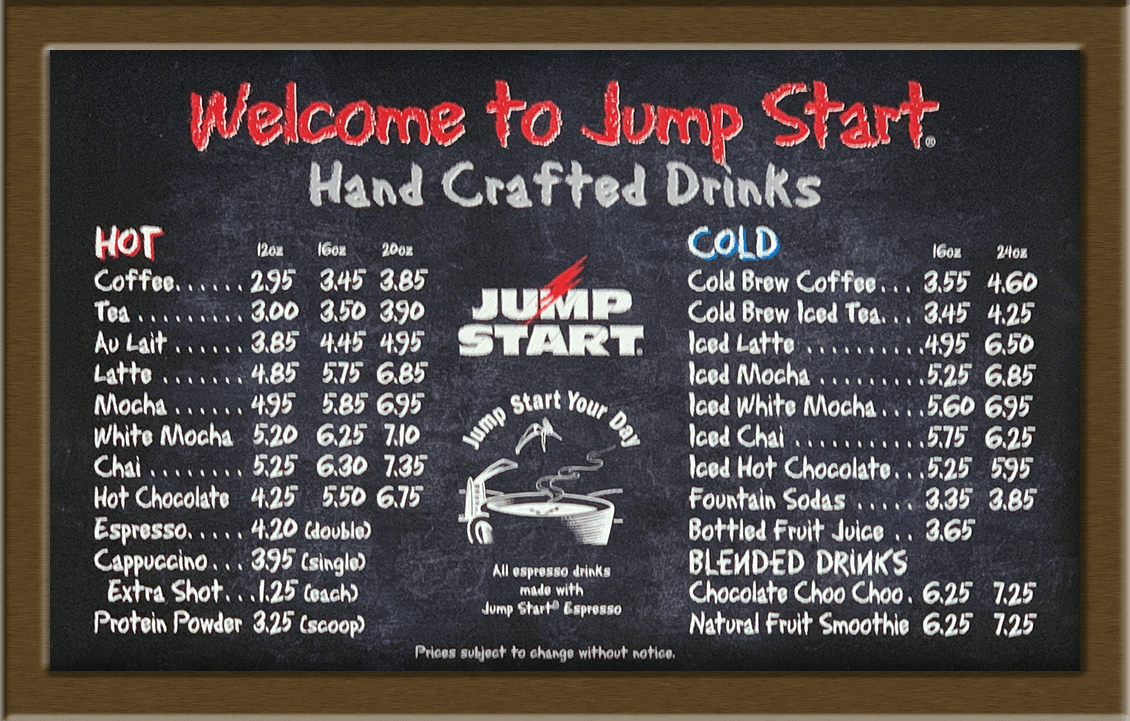 Welcome to Jump Start®
Hand Crafted Drinks
HOT 12oz 16oz 20oz
Coffee...... 2.95 3.45 3.85
Tea ......... 3.00 3.50 3.90
Au Lait ...... 3.85 4.45 4.95
Latte ....... 4.85 5.75 6.85
Mocha ...... 4.95 5.85 6.95
White Mocha 5.20 6.25 7.10
Chai ........ 5.25 6.30 7.35
Hot Chocolate 4.25 5.50 6.75
Espresso..... 4.20 (double)
Cappuccino... 3.95 (single)
Extra Shot...1.25 (each)
Protein Powder 3.25 (scoop)
JUMP
START®
Jump Start Your Day
All espresso drinks
made with
Jump Start® Espresso
COLD 16oz 24oz
Cold Brew Coffee... 3.55 4.60
Cold Brew Iced Tea... 3.45 4.25
Iced Latte ..........4.95 6.50
Iced Mocha .........5.25 6.85
Iced White Mocha....5.60 6.95
Iced Chai ...........5.75 6.25
Iced Hot Chocolate...5.25 5.95
Fountain Sodas ..... 3.35 3.85
Bottled Fruit Juice .. 3.65
BLENDED DRINKS
Chocolate Choo Choo. 6.25 7.25
Natural Fruit Smoothie 6.25 7.25
Prices subject to change without notice.